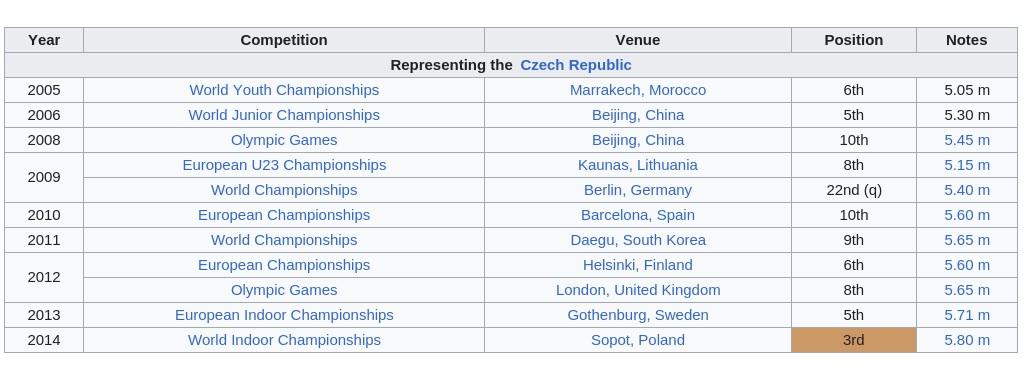 Year Competition Venue Position Notes
Representing the Czech Republic
2005 World Youth Championships Marrakech, Morocco 6th 5.05 m
2006 World Junior Championships Beijing, China 5th 5.30 m
2008 Olympic Games Beijing, China 10th 5.45 m
2009 European U23 Championships Kaunas, Lithuania 8th 5.15 m
World Championships Berlin, Germany 22nd (q) 5.40 m
2010 European Championships Barcelona, Spain 10th 5.60 m
2011 World Championships Daegu, South Korea 9th 5.65 m
2012 European Championships Helsinki, Finland 6th 5.60 m
Olympic Games London, United Kingdom 8th 5.65 m
2013 European Indoor Championships Gothenburg, Sweden 5th 5.71 m
2014 World Indoor Championships Sopot, Poland 3rd 5.80 m